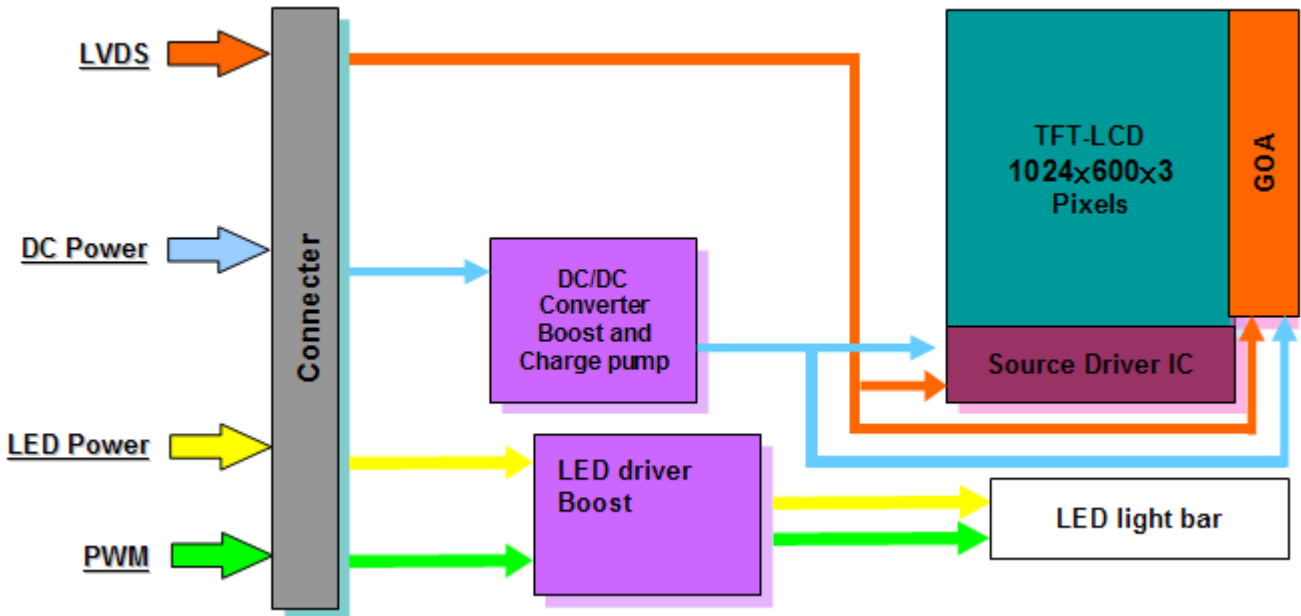 LVDS
DC Power
LED Power
PWM
Connecter
DC/DC
Converter
Boost and
Charge pump
LED driver
Boost
TFT-LCD
1024x600x3
Pixels
GOA
Source Driver IC
LED light bar